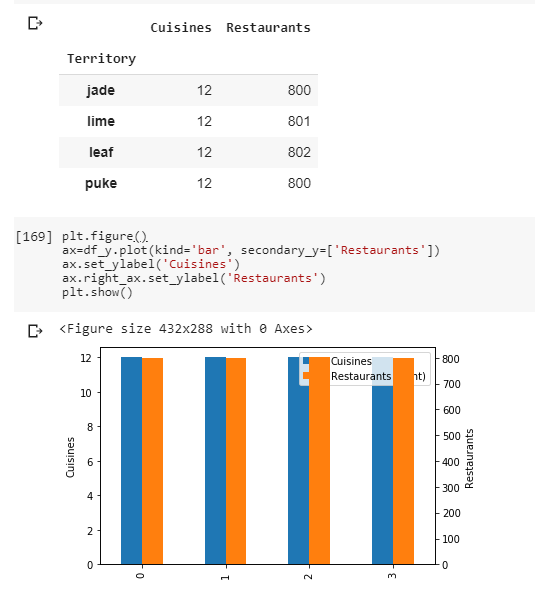 Cuisines Restaurants
Territory
jade 12 800
lime 12 801
leaf 12 802
puke 12 800
[169] plt.figure()
ax=df_y.plot(kind='bar', secondary_y=['Restaurants'])
ax.set_ylabel('Cuisines')
ax.right_ax.set_ylabel('Restaurants')
plt.show()
<Figure size 432x288 with 0 Axes>
Cuisines
Restaurants ht)
12
10
8
6
4
2
0
Cuisines
800
700
600
500
400
300
200
100
0
Restaurants
0 1 2 3